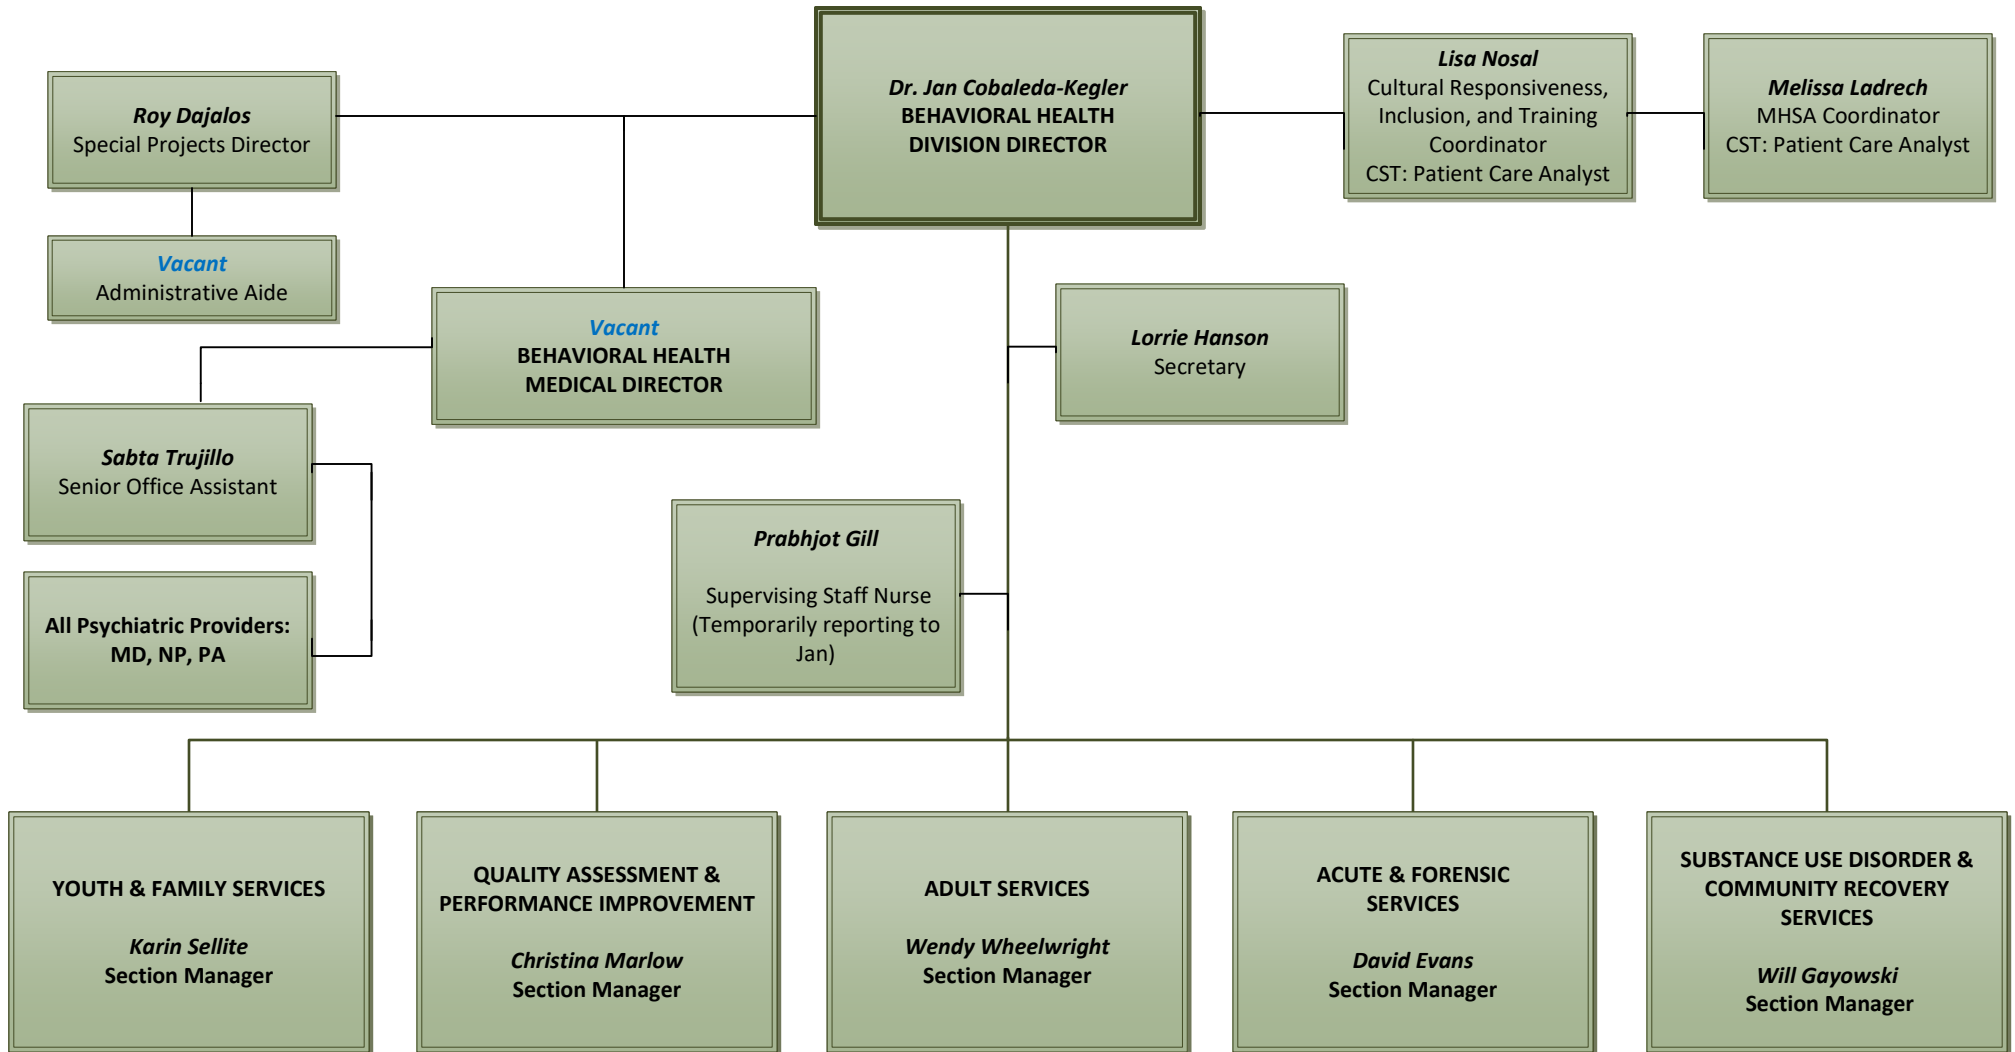 Roy Dajalos
Special Projects Director
Vacant
Administrative Aide
Dr. Jan Cobaleda-Kegler
BEHAVIORAL HEALTH
DIVISION DIRECTOR
Lisa Nosal
Cultural Responsiveness,
Inclusion, and Training
Coordinator
CST: Patient Care Analyst
Melissa Ladrech
MHSA Coordinator
CST: Patient Care Analyst
Vacant
BEHAVIORAL HEALTH
MEDICAL DIRECTOR
Lorrie Hanson
Secretary
Sabta Trujillo
Senior Office Assistant
All Psychiatric Providers:
MD, NP, PA
Prabhjot Gill
Supervising Staff Nurse
(Temporarily reporting to
Jan)
YOUTH & FAMILY SERVICES
Karin Sellite
Section Manager
QUALITY ASSESSMENT &
PERFORMANCE IMPROVEMENT
Christina Marlow
Section Manager
ADULT SERVICES
Wendy Wheelwright
Section Manager
ACUTE & FORENSIC
SERVICES
David Evans
Section Manager
SUBSTANCE USE DISORDER &
COMMUNITY RECOVERY
SERVICES
Will Gayowski
Section Manager